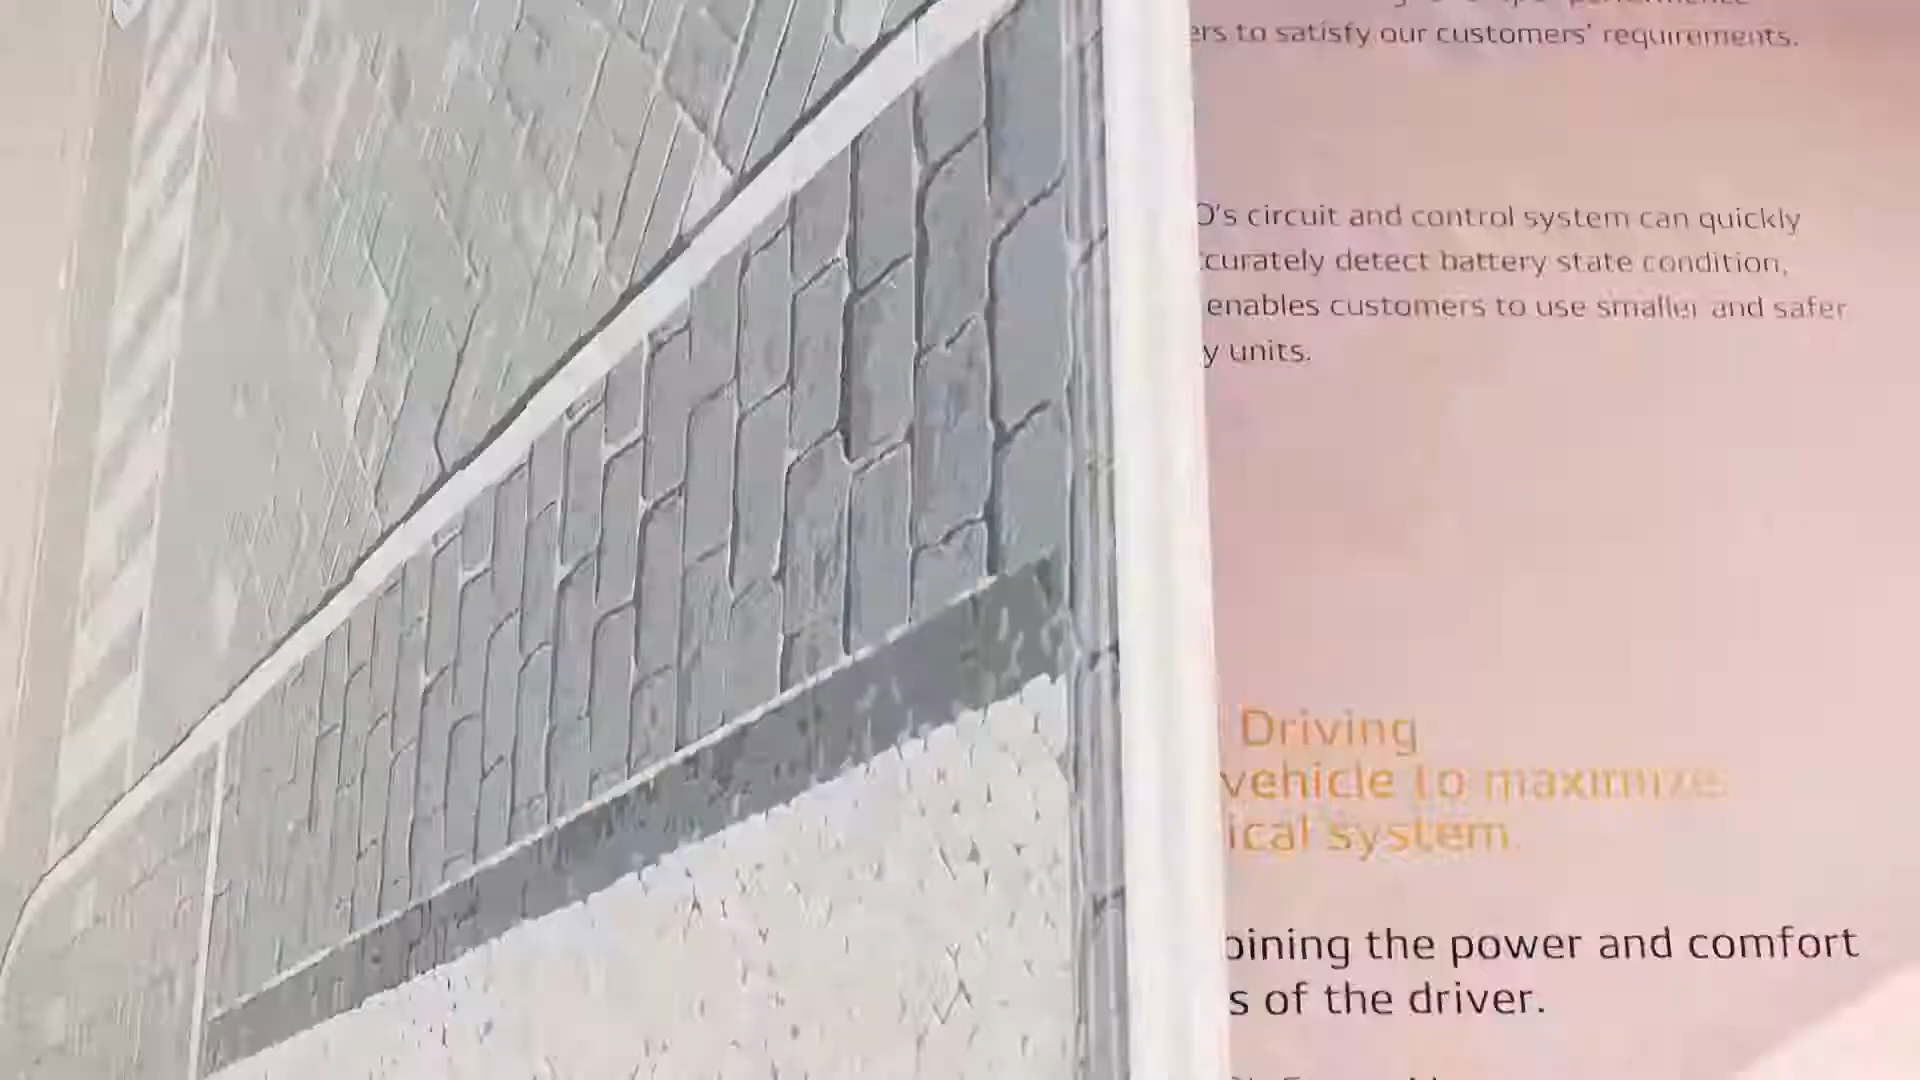 ers to satisfy our customers' requirements.
O's circuit and control system can quickly
curately detect battery state condition,
enables customers to use smaller and safer
y units.
Driving
vehicle to maximize
ical system.
bining the power and comfort
s of the driver.